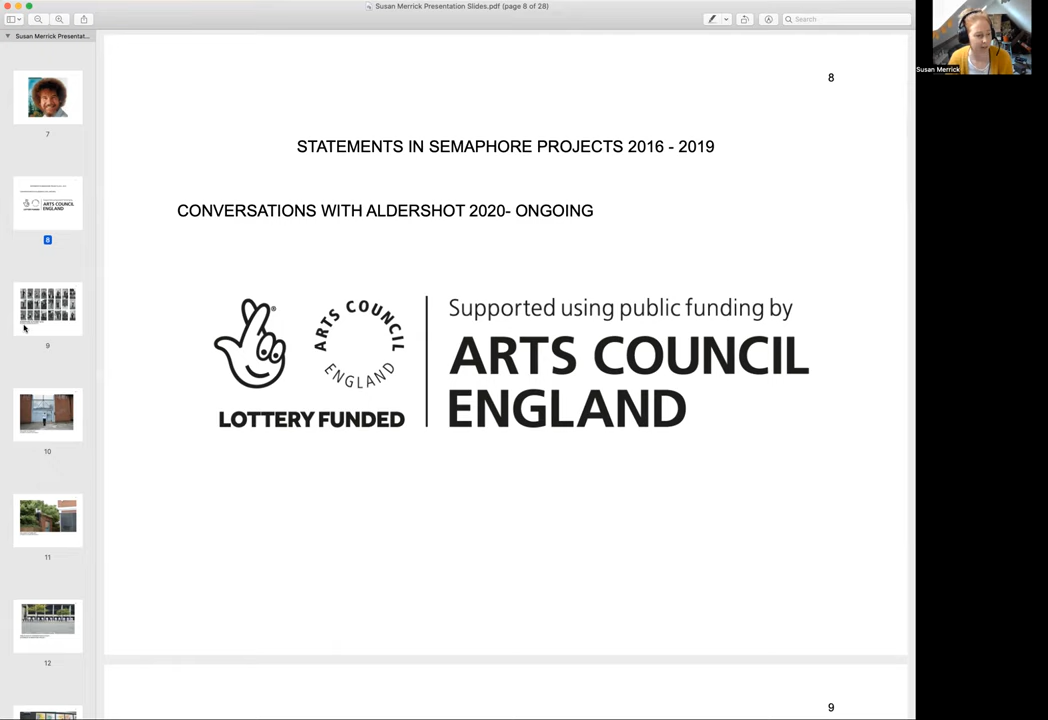 Susan Merrick Presentation Slides.pdf (page 8 of 28)
Search
Susan Merrick Presentat...
7
8
9
10
11
12
8
STATEMENTS IN SEMAPHORE PROJECTS 2016 - 2019
CONVERSATIONS WITH ALDERSHOT 2020- ONGOING
ARTS COUNCIL
ENGLAND
LOTTERY FUNDED
Supported using public funding by
ARTS COUNCIL
ENGLAND
9
Susan Merrick